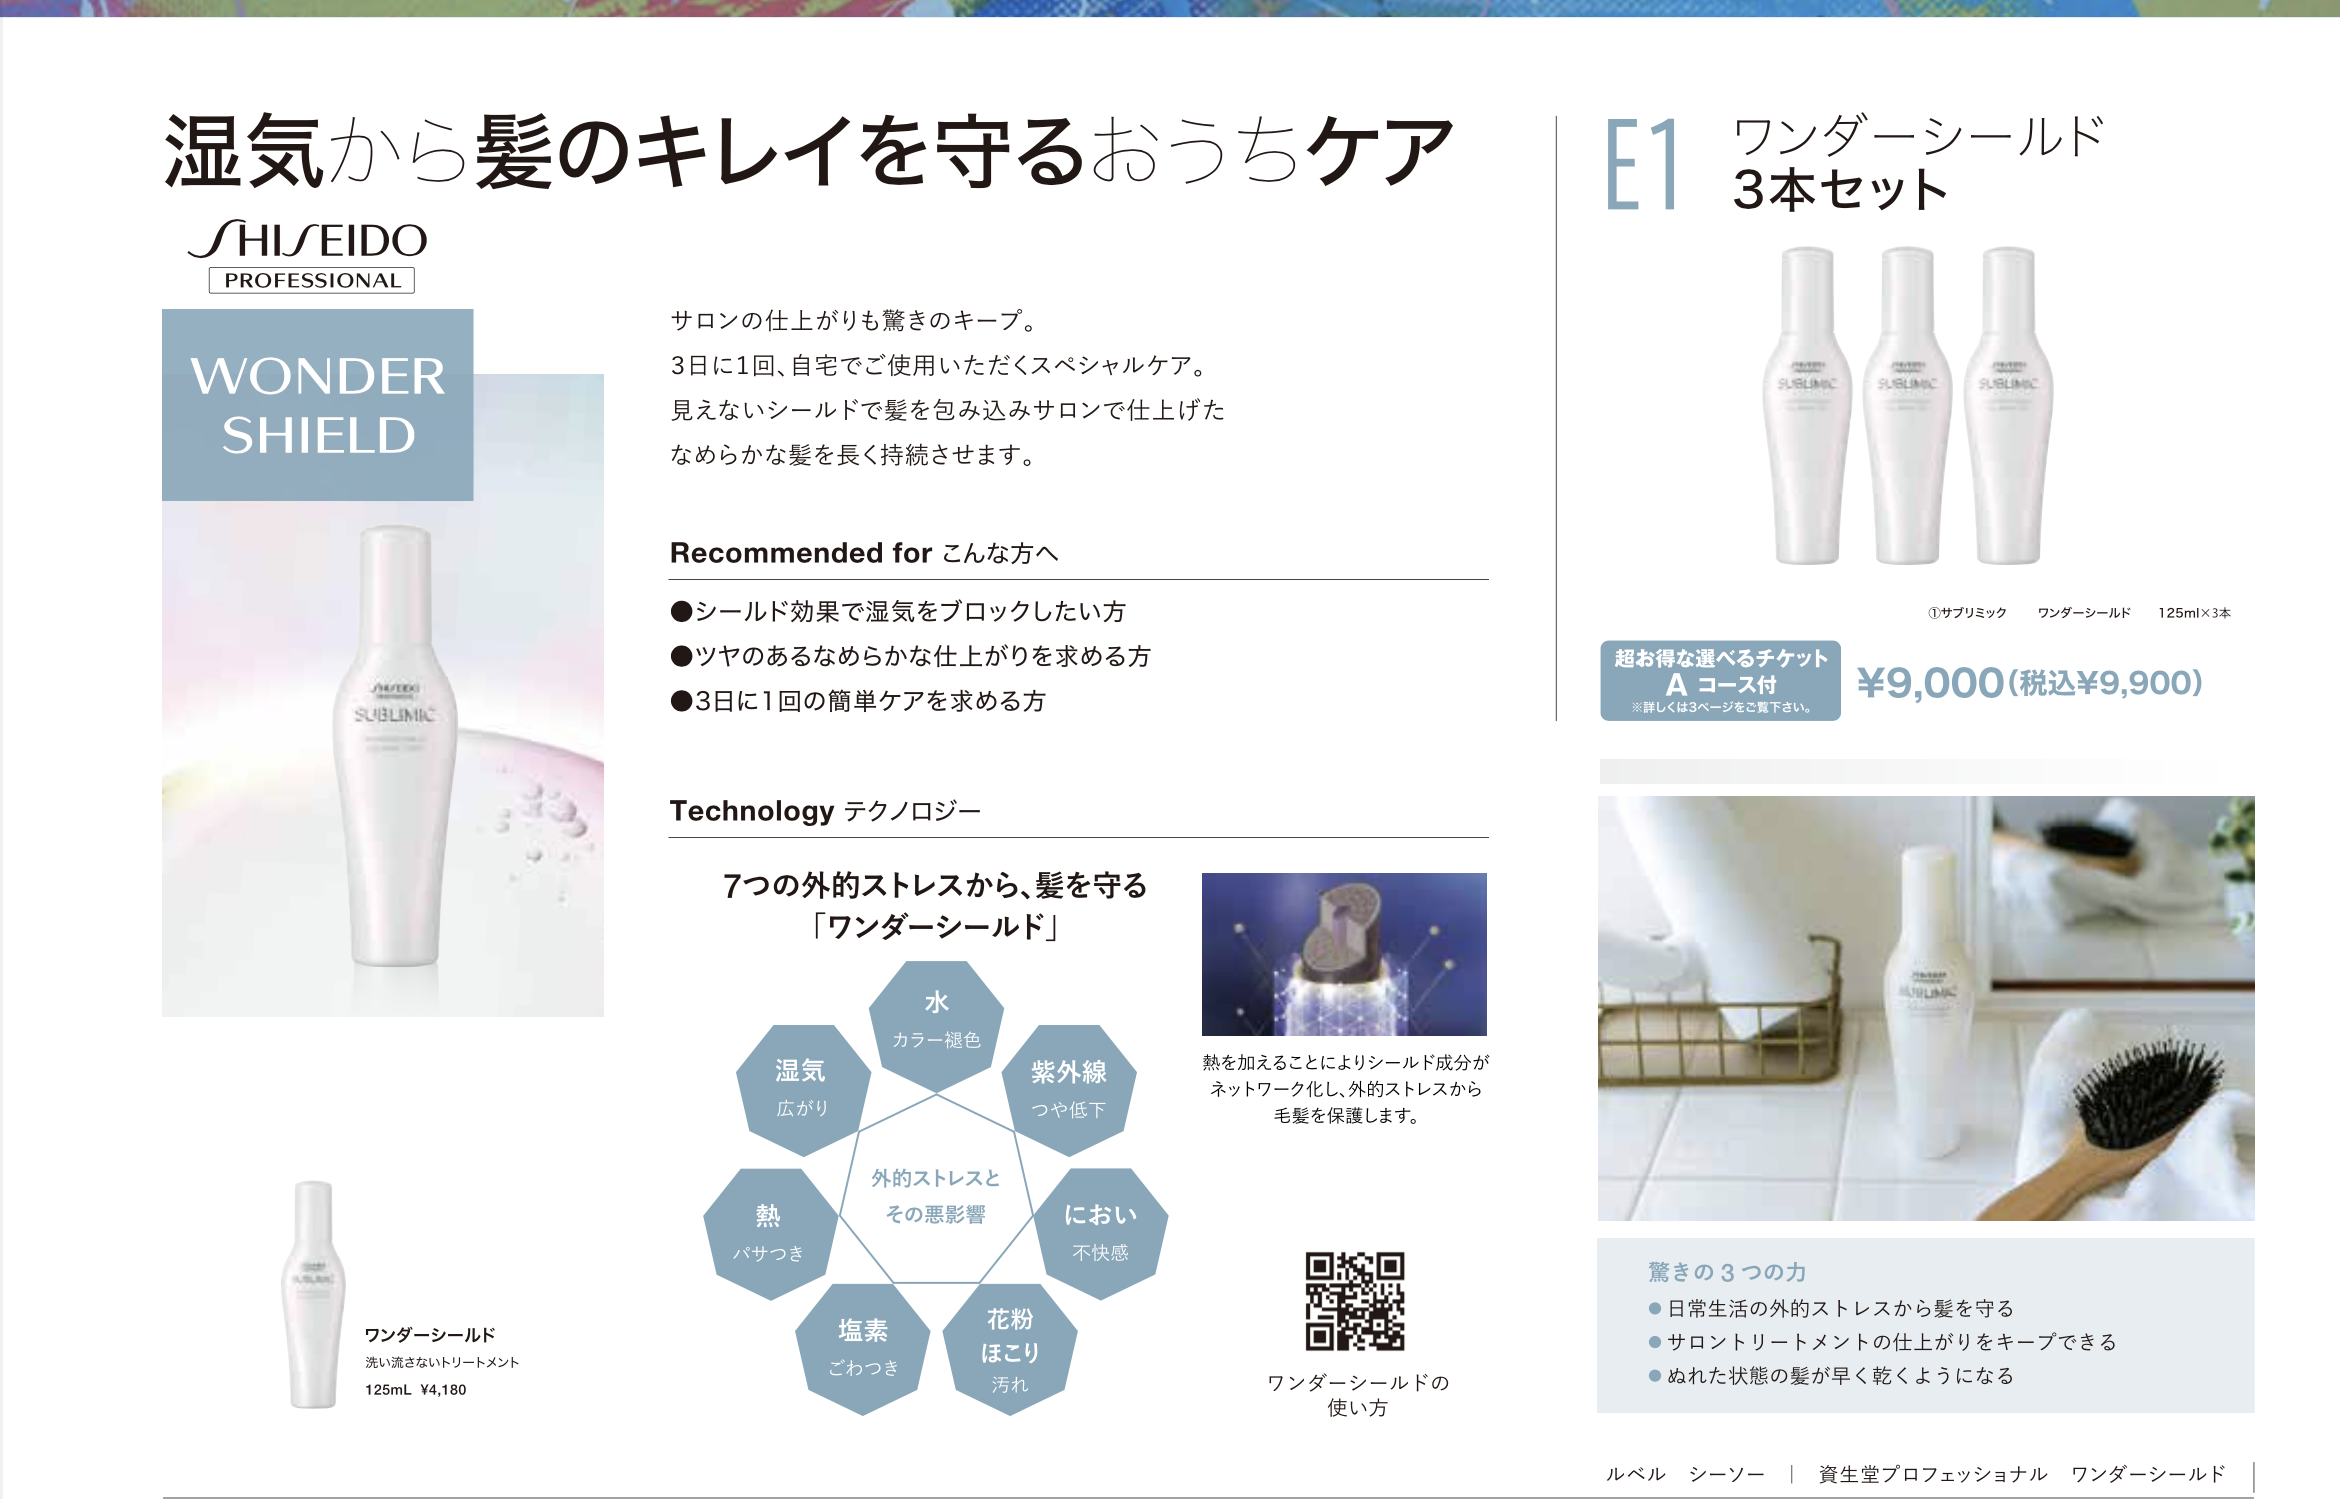 湿気から髪のキレイを守るおうちケア
SHISEIDO
PROFESSIONAL
WONDER
SHIELD
SHISEIDO
SUBLIMIC
サロンの仕上がりも驚きのキープ。
3日に1回、自宅でご使用いただくスペシャルケア。
見えないシールドで髪を包み込みサロンで仕上げた
なめらかな髪を長く持続させます。
Recommended for こんな方へ
●シールド効果で湿気をブロックしたい方
●ツヤのあるなめらかな仕上がりを求める方
●3日に1回の簡単ケアを求める方
Technology テクノロジー
7つの外的ストレスから、髪を守る
「ワンダーシールド」
水
カラー褪色
湿気
広がり
紫外線
つや低下
外的ストレスと
その悪影響
熱
パサつき
におい
不快感
塩素
ごわつき
花粉
ほこり
汚れ
熱を加えることによりシールド成分が
ネットワーク化し、外的ストレスから
毛髪を保護します。
ワンダーシールドの
使い方
ワンダーシールド
洗い流さないトリートメント
125mL ¥4,180
E1
ワンダーシールド
3本セット
SUBLIMIC
SUBLIMIC
SUBLIMIC
①サブリミック　ワンダーシールド　125ml×3本
超お得な選べるチケット
A コース付
※詳しくは3ページをご覧下さい。
¥9,000(税込¥9,900)
SUBLIMIC
驚きの3つの力
●日常生活の外的ストレスから髪を守る
●サロントリートメントの仕上がりをキープできる
●ぬれた状態の髪が早く乾くようになる
ルベル　シーソー　｜　資生堂プロフェッショナル　ワンダーシールド